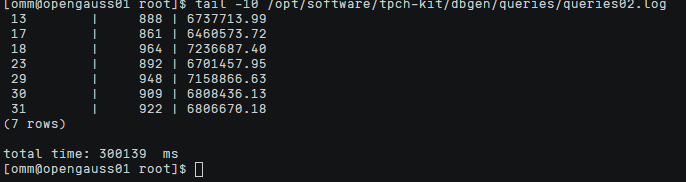 [omm@opengauss01 root]$ tail -10 /opt/software/tpch-kit/dbgen/queries/queries02.log
13 | 888 | 6737713.99
17 | 861 | 6460573.72
18 | 964 | 7236687.40
23 | 892 | 6701457.95
29 | 948 | 7158866.63
30 | 909 | 6808436.13
31 | 922 | 6806670.18
(7 rows)
total time: 300139  ms
[omm@opengauss01 root]$